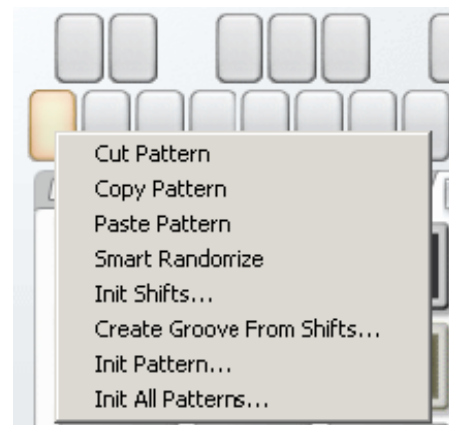 Cut Pattern
Copy Pattern
Paste Pattern
Smart Randomize
Init Shifts...
Create Groove From Shifts...
Init Pattern...
Init All Patterns...